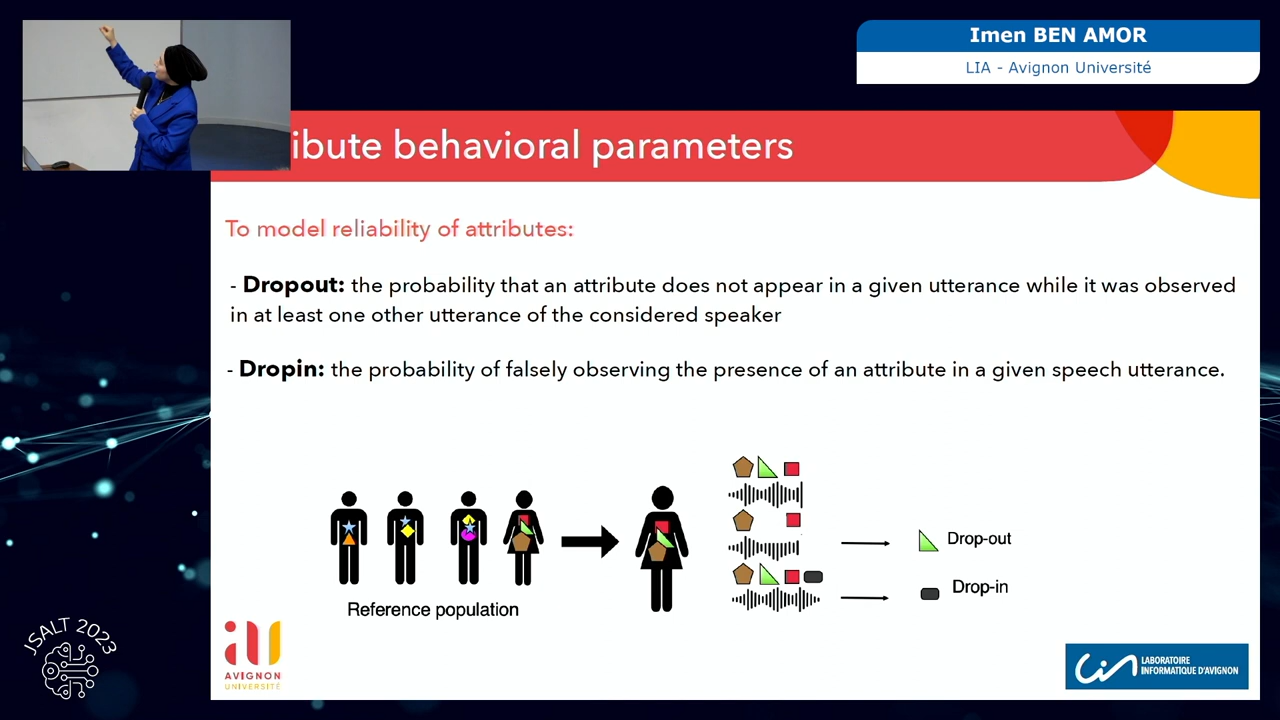 Imen BEN AMOR
LIA - Avignon Université
ibute behavioral parameters
To model reliability of attributes:
- Dropout: the probability that an attribute does not appear in a given utterance while it was observed
in at least one other utterance of the considered speaker
- Dropin: the probability of falsely observing the presence of an attribute in a given speech utterance.
Drop-out
Drop-in
Reference population
JSALT 2023
AVIGNON
UNIVERSITÉ
LIA
LABORATOIRE
INFORMATIQUE D'AVIGNON